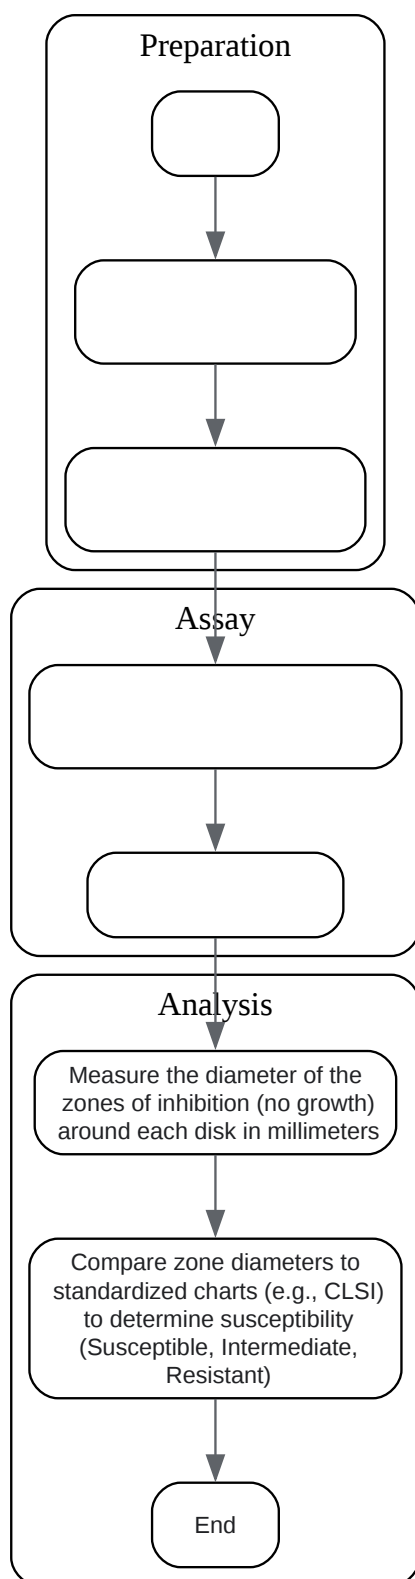 Preparation
Assay
Analysis
Measure the diameter of the
zones of inhibition (no growth)
around each disk in millimeters
Compare zone diameters to
standardized charts (e.g., CLSI)
to determine susceptibility
(Susceptible, Intermediate,
Resistant)
End